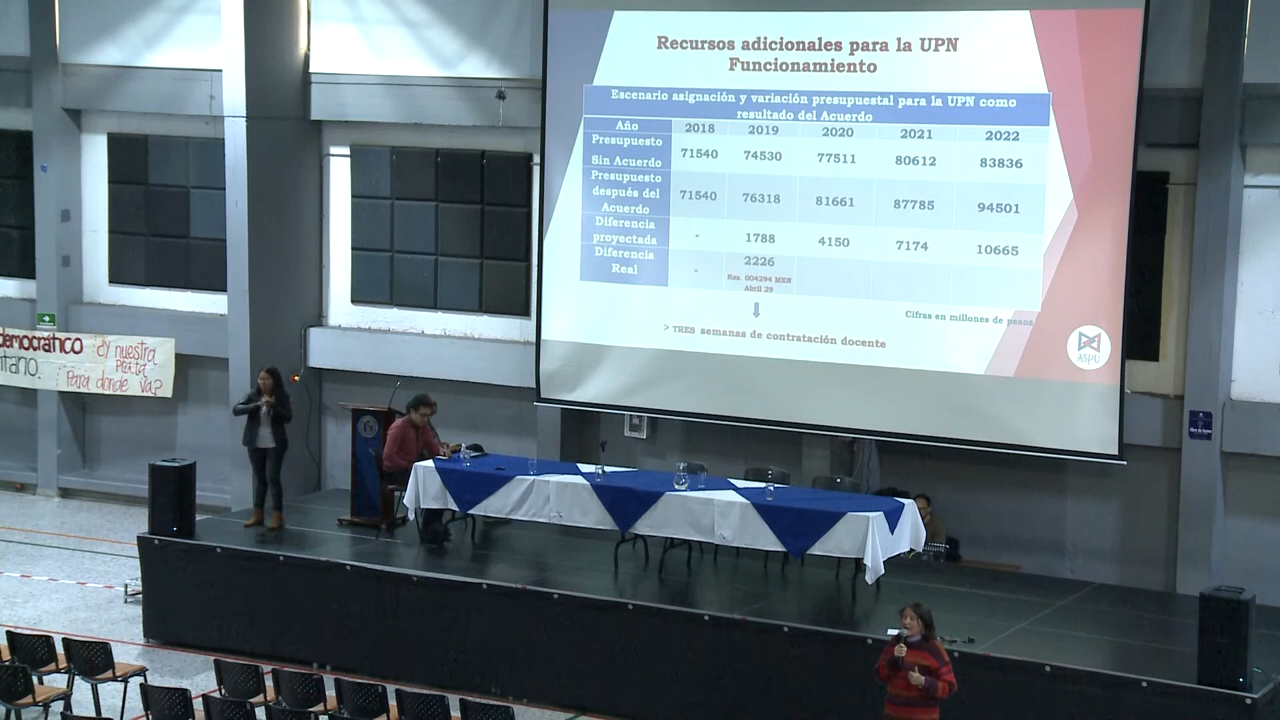 Recursos adicionales para la UPN
Funcionamiento
Escenario asignación y variación presupuestal para la UPN como
resultado del Acuerdo
Año 2018 2019 2020 2021 2022
Presupuesto
Sin Acuerdo 71540 74530 77511 80612 83836
Presupuesto
después del
Acuerdo 71540 76318 81661 87785 94501
Diferencia
proyectada - 1788 4150 7174 10665
Diferencia
Real - 2226
Res. 004294 MEN
Abril 29
Cifras en millones de pesos
> TRES semanas de contratación docente
ASPU
democrático ¿y nuestra
plata
tario. Para donde va?